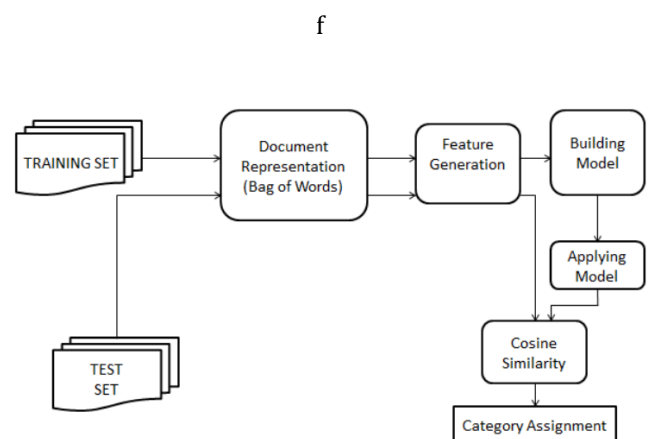 f
TRAINING SET
Document
Representation
(Bag of Words)
Feature
Generation
Building
Model
Applying
Model
TEST
SET
Cosine
Similarity
Category Assignment